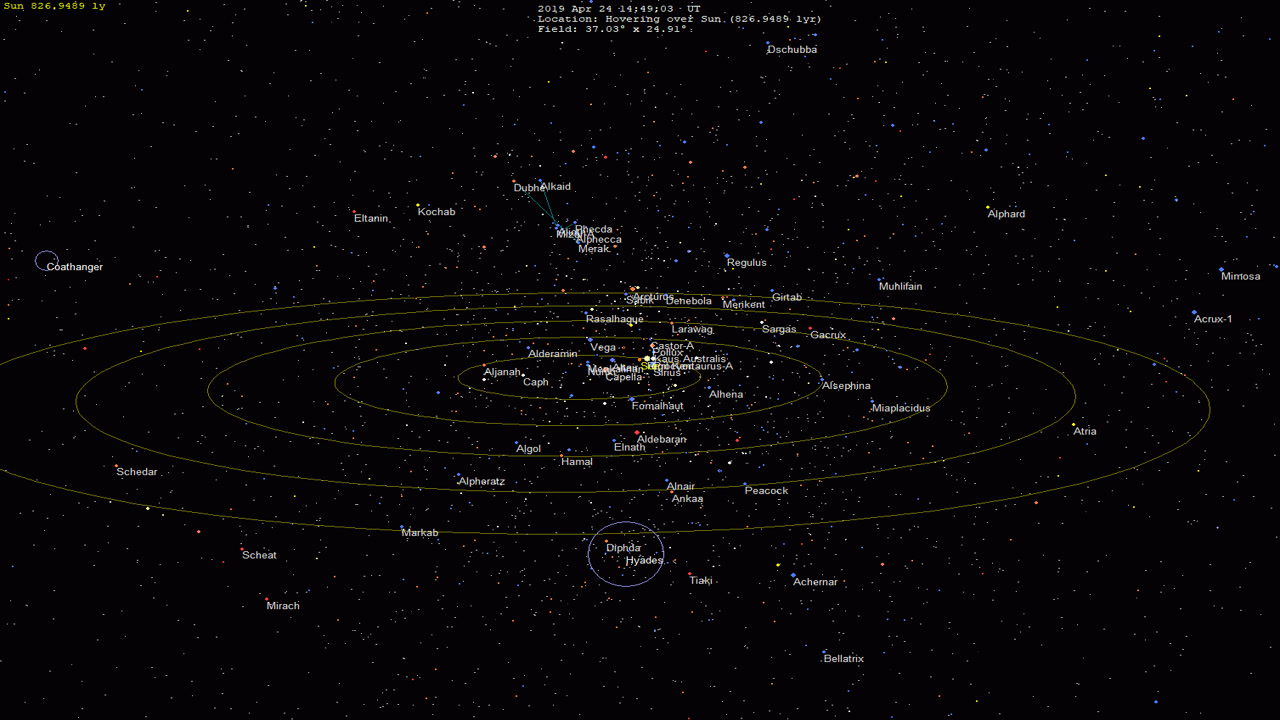 Sun 826.9489 ly
2019 Apr 24 14:49:03 UT
Location: Hovering over Sun (826.9489 lyr)
Field: 37.03° x 24.91°
Dschubba
Dubhe
Alkaid
Kochab
Eltanin
Alphard
Phecda
Alphecca
Merak
Regulus
Coathanger
Mimosa
Muhlifain
Arcturus
Sabik
Denebola
Menkent
Girtab
Rasalhague
Acrux-1
Larawag
Sargas
Gacrux
Vega
Castor-A
Pollux
Alderamin
Kaus Australis
Sirius
Aljanah
Capella
Caph
Alsephina
Alhena
Fomalhaut
Miaplacidus
Atria
Aldebaran
Elnath
Algol
Hamal
Schedar
Alpheratz
Alnair
Peacock
Ankaa
Markab
Diphda
Scheat
Hyades
Tiaki
Achernar
Mirach
Bellatrix